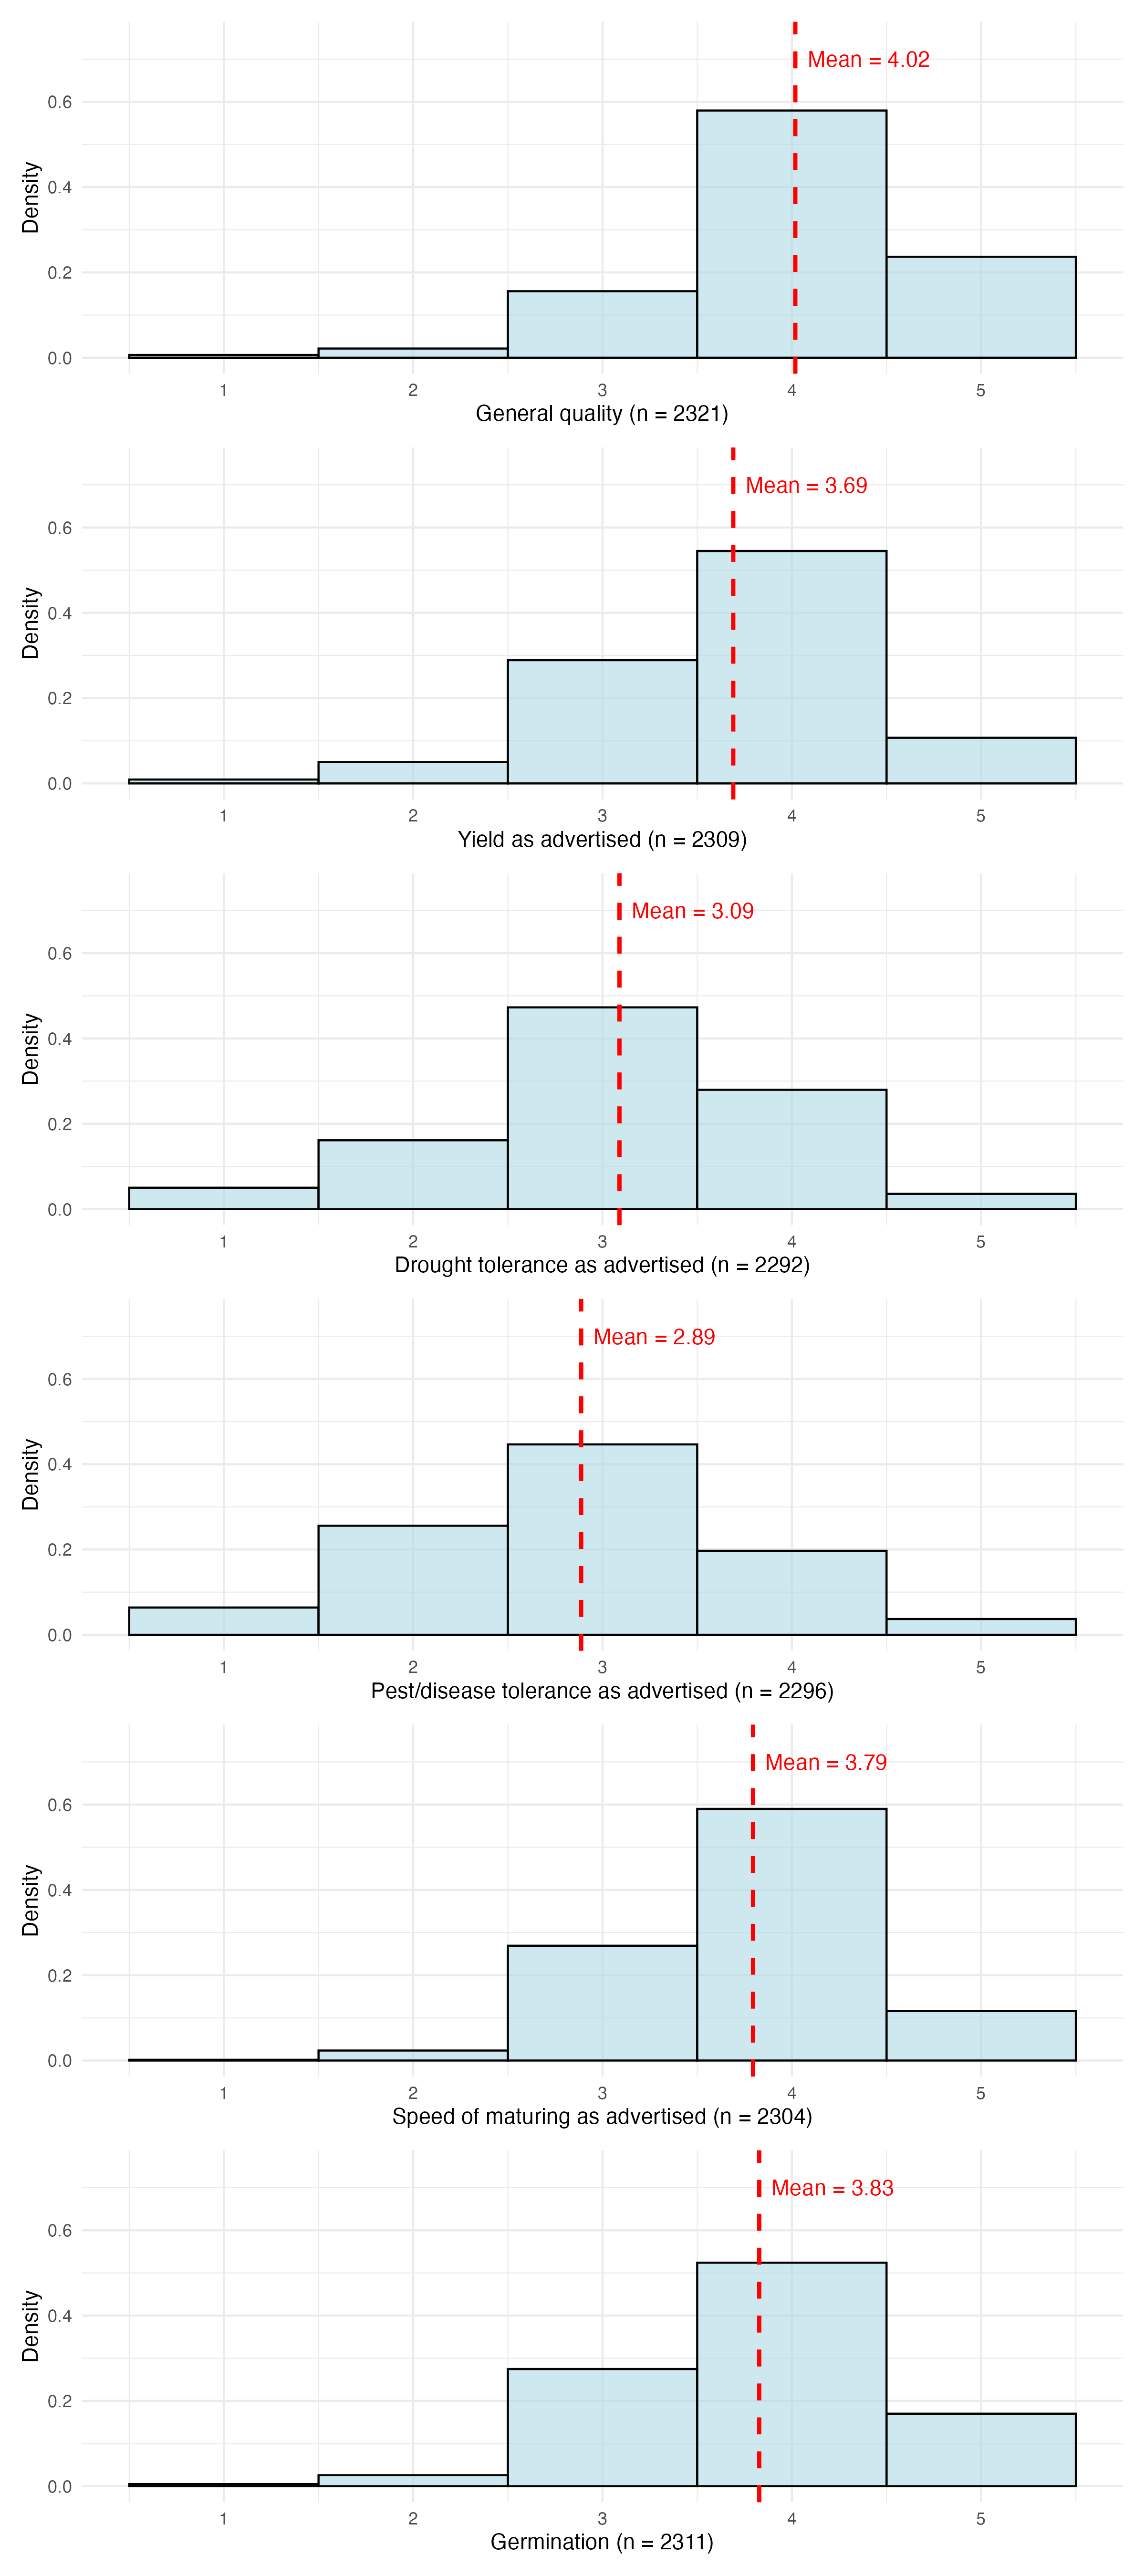 Mean = 4.02
0.6
0.4
0.2
0.0
Density
1 2 3 4 5
General quality (n = 2321)
Mean = 3.69
0.6
0.4
0.2
0.0
Density
1 2 3 4 5
Yield as advertised (n = 2309)
Mean = 3.09
0.6
0.4
0.2
0.0
Density
1 2 3 4 5
Drought tolerance as advertised (n = 2292)
Mean = 2.89
0.6
0.4
0.2
0.0
Density
1 2 3 4 5
Pest/disease tolerance as advertised (n = 2296)
Mean = 3.79
0.6
0.4
0.2
0.0
Density
1 2 3 4 5
Speed of maturing as advertised (n = 2304)
Mean = 3.83
0.6
0.4
0.2
0.0
Density
1 2 3 4 5
Germination (n = 2311)